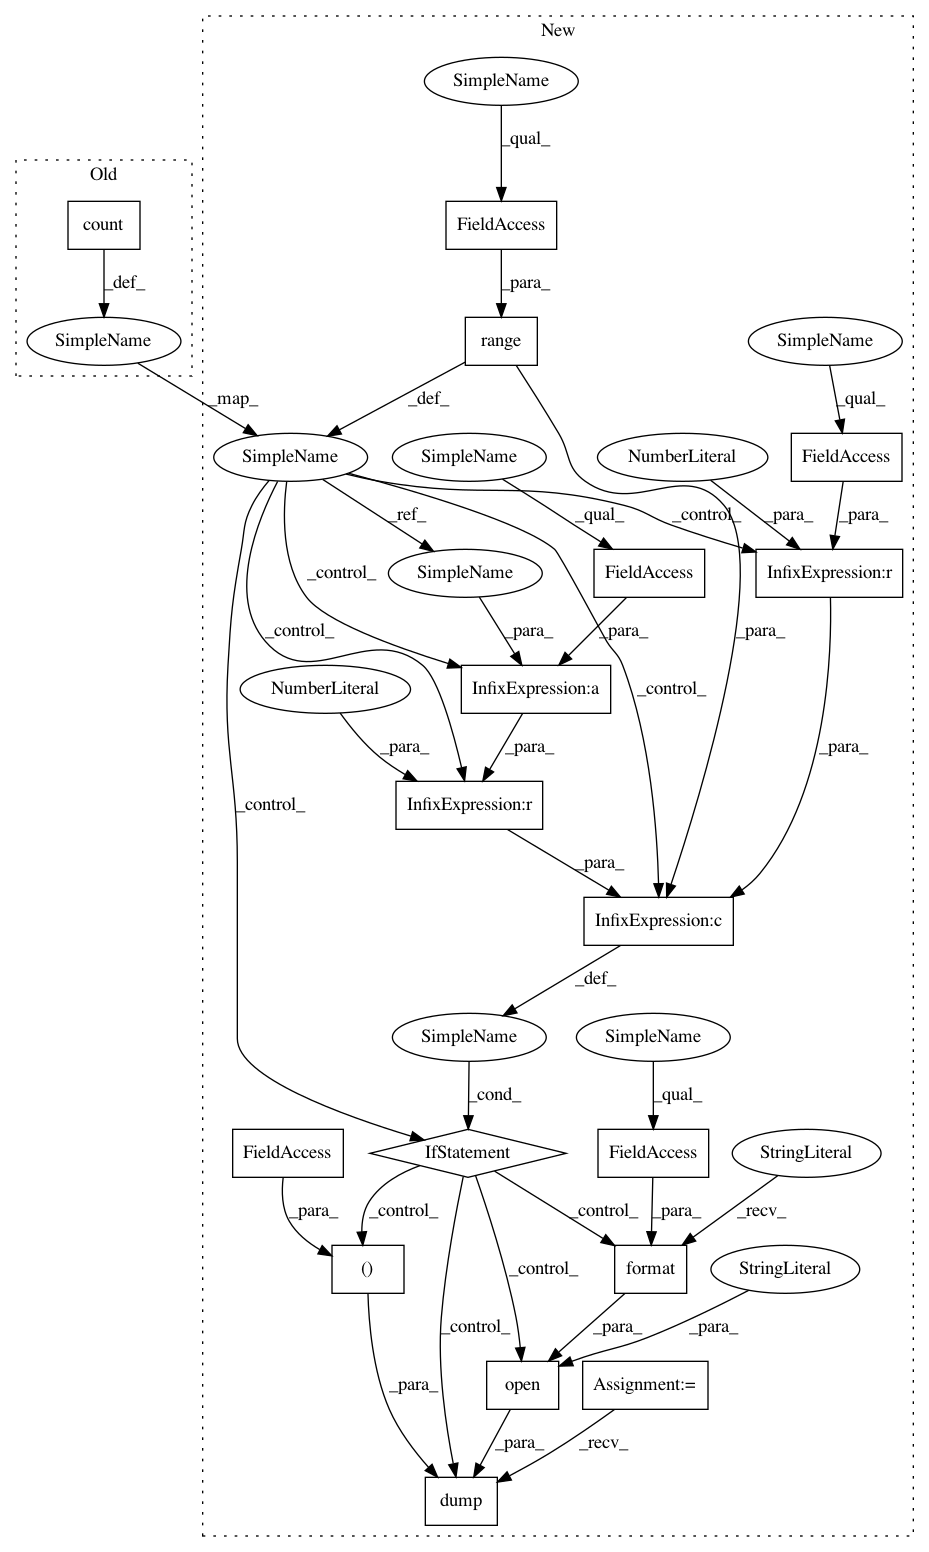 New
SimpleName
_qual_
Old
count
FieldAccess
_def_
_para_
SimpleName
range
SimpleName
_map_
_def_
_qual_
SimpleName
SimpleName
NumberLiteral
FieldAccess
_ref_
_qual_
_control_
_para_
_para_
SimpleName
FieldAccess
InfixExpression:r
_control_
_control_
_para_
_para_
_para_
NumberLiteral
InfixExpression:a
_control_
_para_
_para_
_para_
_control_
InfixExpression:r
_para_
InfixExpression:c
_def_
SimpleName
SimpleName
_cond_
_qual_
FieldAccess
IfStatement
FieldAccess
StringLiteral
_para_
_control_
_control_
_para_
_recv_
()
_control_
format
StringLiteral
_control_
_para_
_para_
_para_
open
Assignment:=
_para_
_recv_
dump